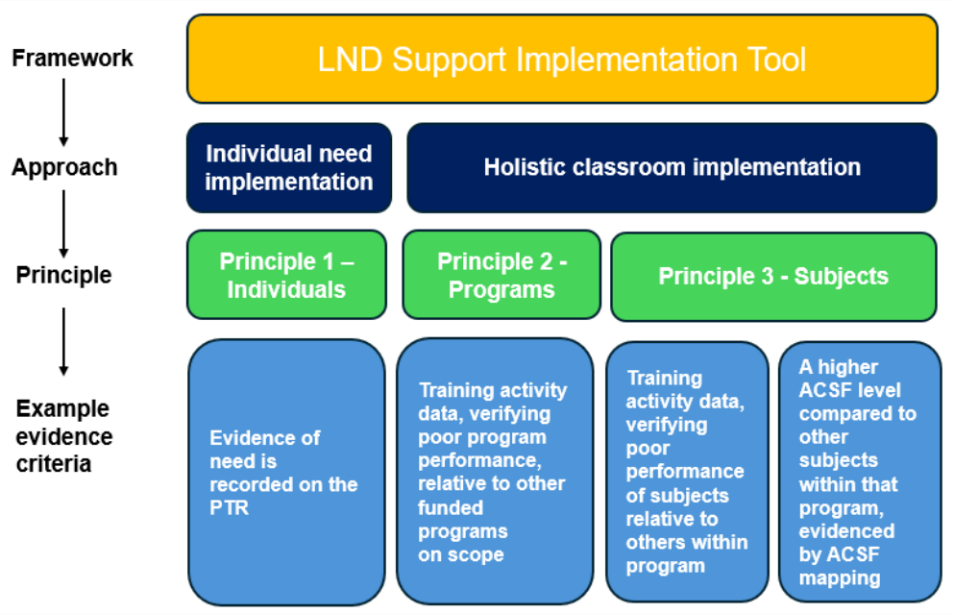 Framework
LND Support Implementation Tool
Approach
Individual need
implementation
Holistic classroom implementation
Principle
Principle 1 –
Individuals
Principle 2 -
Programs
Principle 3 - Subjects
Example
evidence
criteria
Evidence of
need is
recorded on the
PTR
Training activity
data, verifying
poor program
performance,
relative to other
funded
programs
on scope
Training
activity data,
verifying
poor
performance
of subjects
relative to
others within
program
A higher
ACSF level
compared to
other
subjects
within that
program,
evidenced
by ACSF
mapping